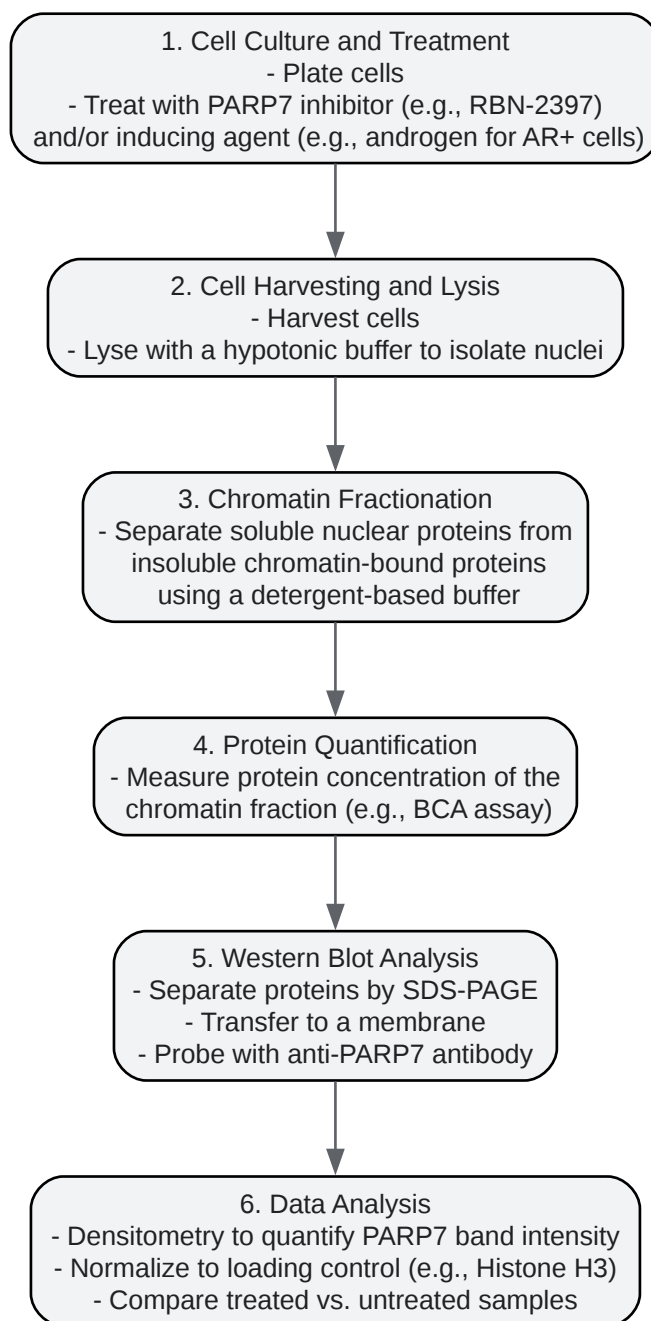 1. Cell Culture and Treatment
- Plate cells
- Treat with PARP7 inhibitor (e.g., RBN-2397)
and/or inducing agent (e.g., androgen for AR+ cells)
2. Cell Harvesting and Lysis
- Harvest cells
- Lyse with a hypotonic buffer to isolate nuclei
3. Chromatin Fractionation
- Separate soluble nuclear proteins from
insoluble chromatin-bound proteins
using a detergent-based buffer
4. Protein Quantification
- Measure protein concentration of the
chromatin fraction (e.g., BCA assay)
5. Western Blot Analysis
- Separate proteins by SDS-PAGE
- Transfer to a membrane
- Probe with anti-PARP7 antibody
6. Data Analysis
- Densitometry to quantify PARP7 band intensity
- Normalize to loading control (e.g., Histone H3)
- Compare treated vs. untreated samples